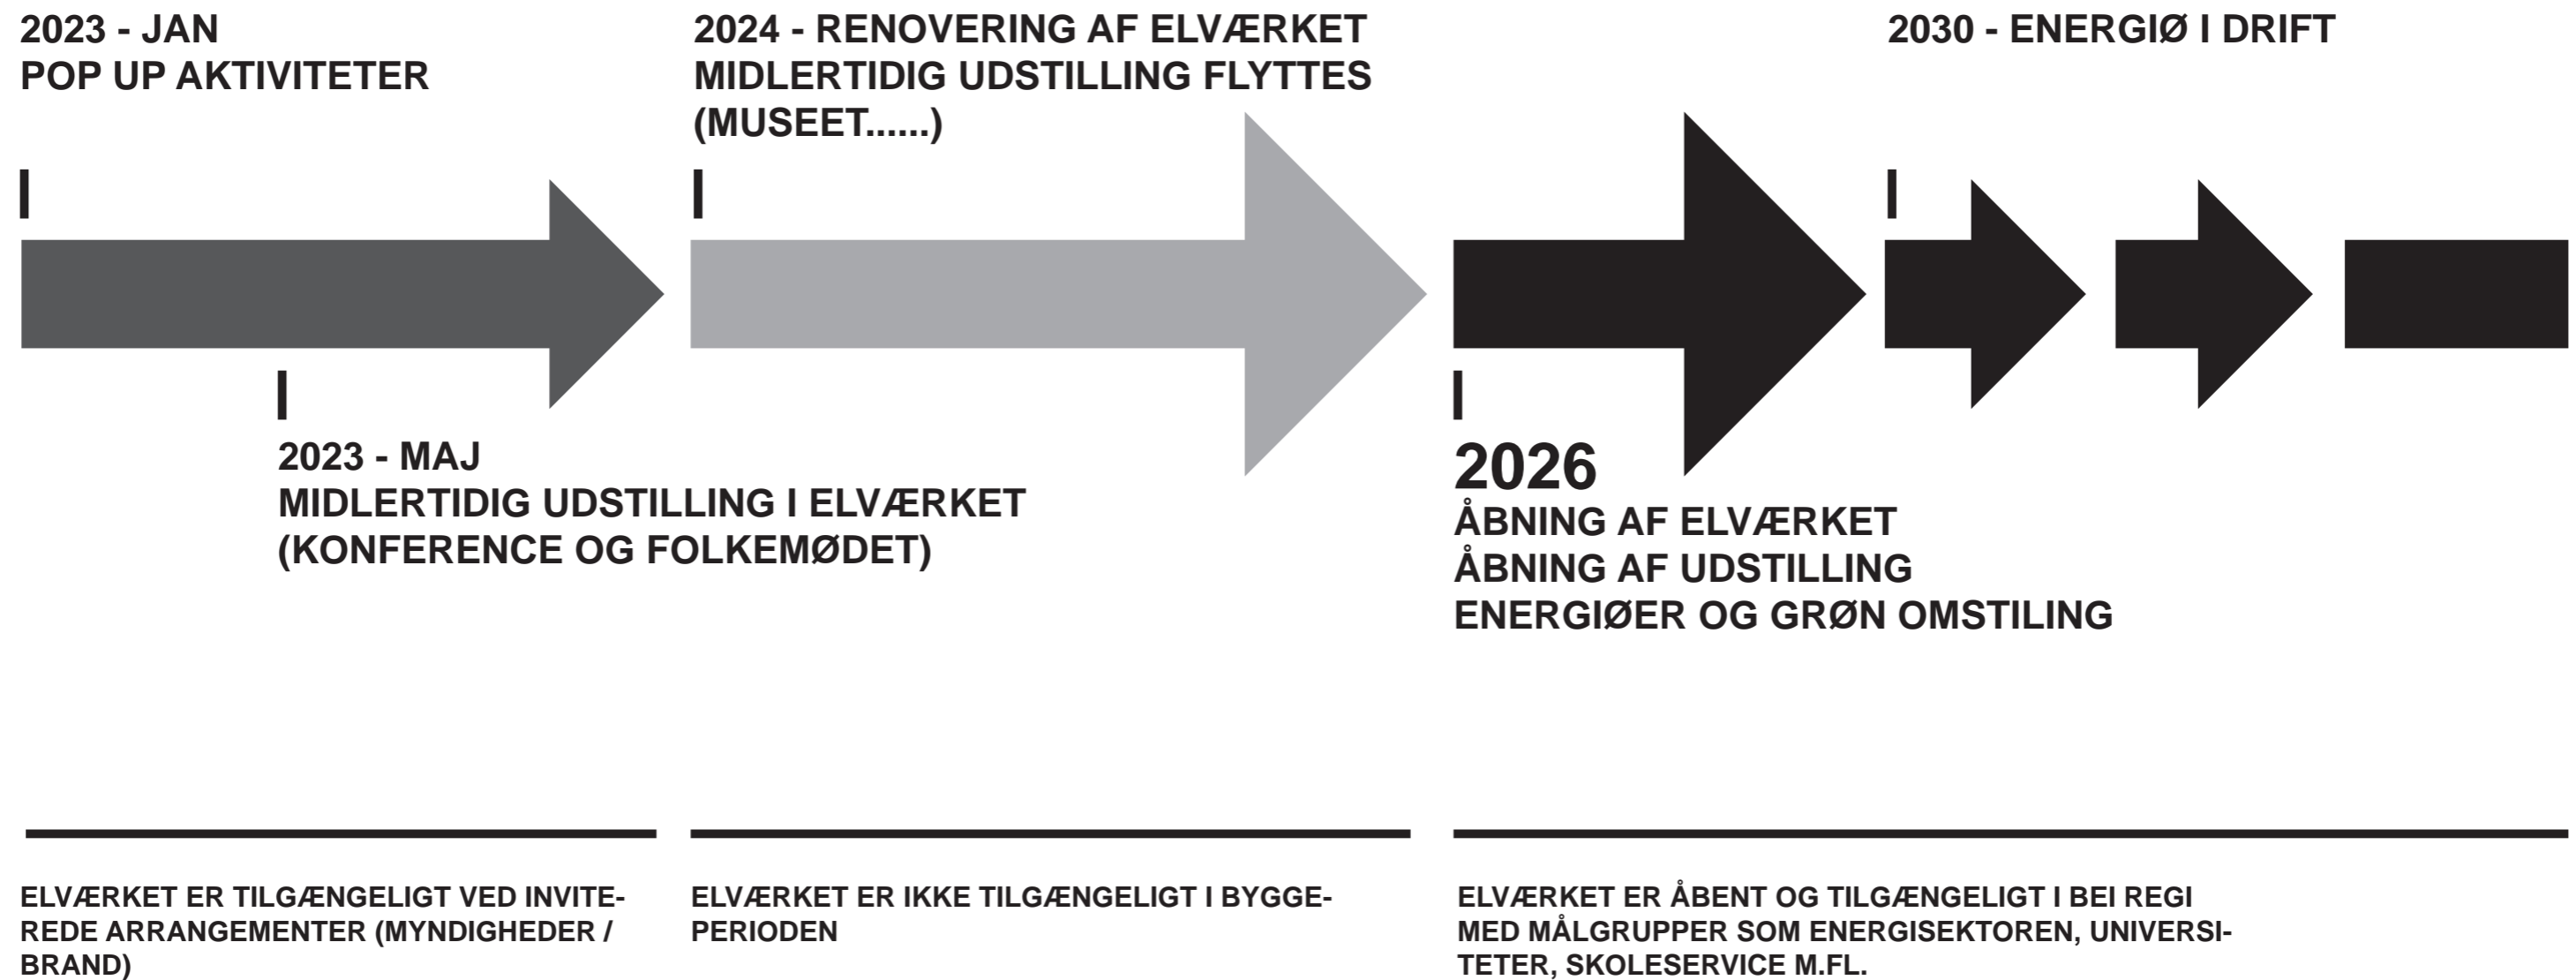 2023 - JAN
POP UP AKTIVITETER
2024 - RENOVERING AF ELVÆRKET
MIDLERTIDIG UDSTILLING FLYTTES
(MUSEET......)
2030 - ENERGIØ I DRIFT
2023 - MAJ
MIDLERTIDIG UDSTILLING I ELVÆRKET
(KONFERENCE OG FOLKEMØDET)
2026
ÅBNING AF ELVÆRKET
ÅBNING AF UDSTILLING
ENERGIØER OG GRØN OMSTILING
ELVÆRKET ER TILGÆNGELIGT VED INVITE-
REDE ARRANGEMENTER (MYNDIGHEDER /
BRAND)
ELVÆRKET ER IKKE TILGÆNGELIGT I BYGGE-
PERIODEN
ELVÆRKET ER ÅBENT OG TILGÆNGELIGT I BEI REGI
MED MÅLGRUPPER SOM ENERGISEKTOREN, UNIVERSI-
TETER, SKOLESERVICE M.FL.